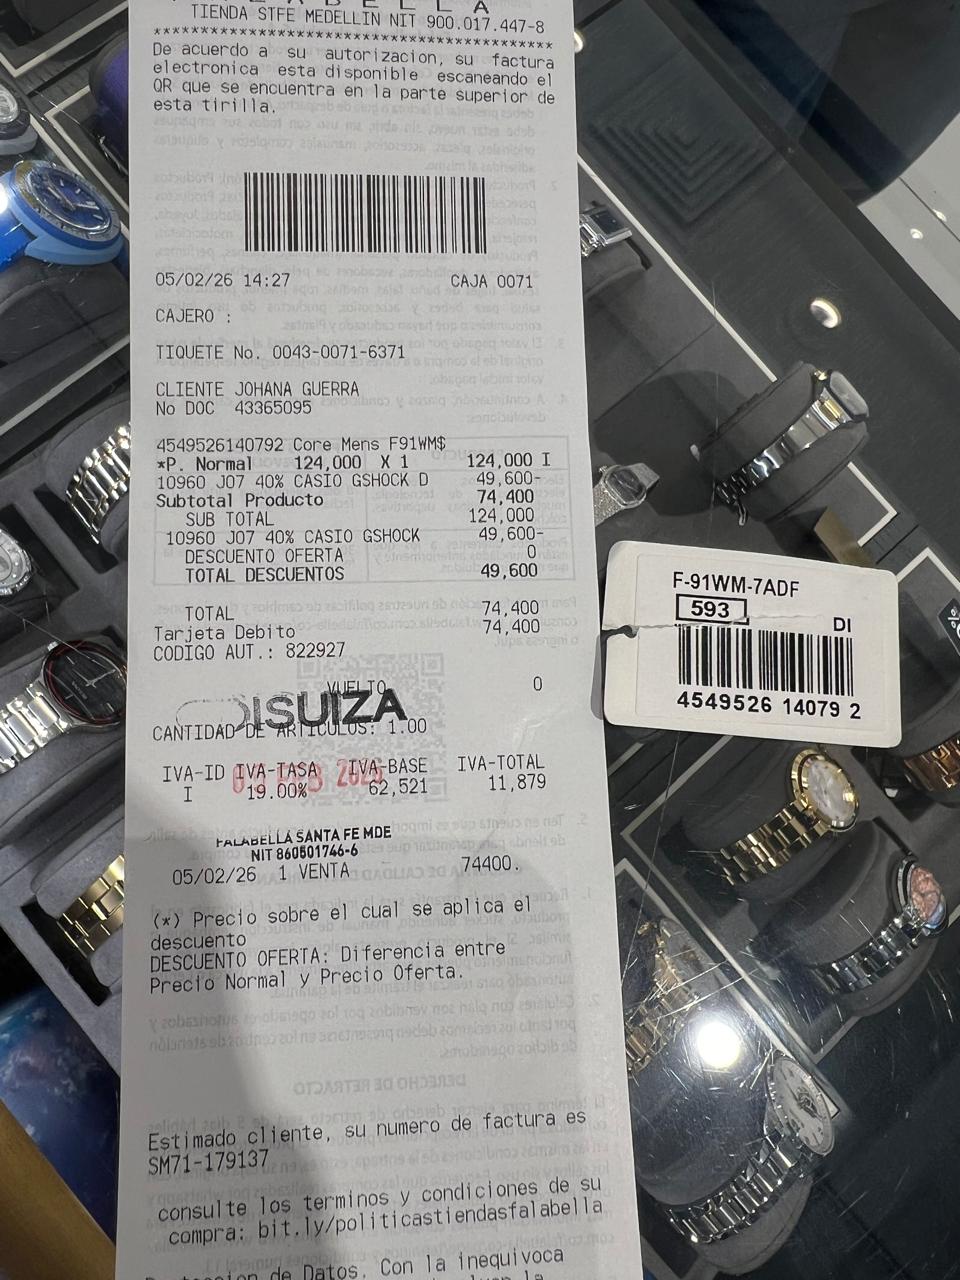 FALABELLA
TIENDA STFE MEDELLIN NIT 900.017.447-8
******************************************
De acuerdo a su autorizacion, su factura
electronica esta disponible escaneando el
QR que se encuentra en la parte superior de
esta tirilla.
05/02/26 14:27 CAJA 0071
CAJERO :
TIQUETE No. 0043-0071-6371
CLIENTE JOHANA GUERRA
No DOC 43365095
4549526140792 Core Mens F91WM$
*P. Normal 124,000 X 1 124,000 I
10960 J07 40% CASIO GSHOCK D 49,600-
Subtotal Producto 74,400
SUB TOTAL 124,000
10960 J07 40% CASIO GSHOCK 49,600-
DESCUENTO OFERTA 0
TOTAL DESCUENTOS 49,600
TOTAL 74,400
Tarjeta Debito 74,400
CODIGO AUT.: 822927
VUELTO 0
DISUIZA
CANTIDAD DE ARTICULOS: 1.00
IVA-ID IVA-TASA IVA-BASE IVA-TOTAL
I 19.00% 62,521 11,879
FEB
FALABELLA SANTA FE MDE
NIT 860501746-6
05/02/26 1 VENTA 74400.
(*) Precio sobre el cual se aplica el
descuento
DESCUENTO OFERTA: Diferencia entre
Precio Normal y Precio Oferta.
Estimado cliente, su numero de factura es
SM71-179137
consulte los terminos y condiciones de su
compra: bit.ly/politicastiendasfalabella
de Datos. Con la inequivoca
F-91WM-7ADF
593
DI
4549526 14079 2